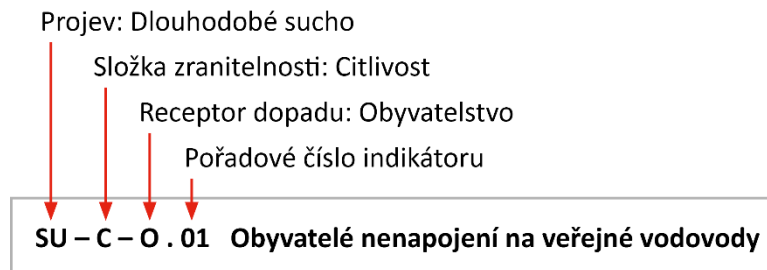 Projev: Dlouhodobé sucho
Složka zranitelnosti: Citlivost
Receptor dopadu: Obyvatelstvo
Pořadové číslo indikátoru
SU – C – O . 01 Obyvatelé nenapojení na veřejné vodovody